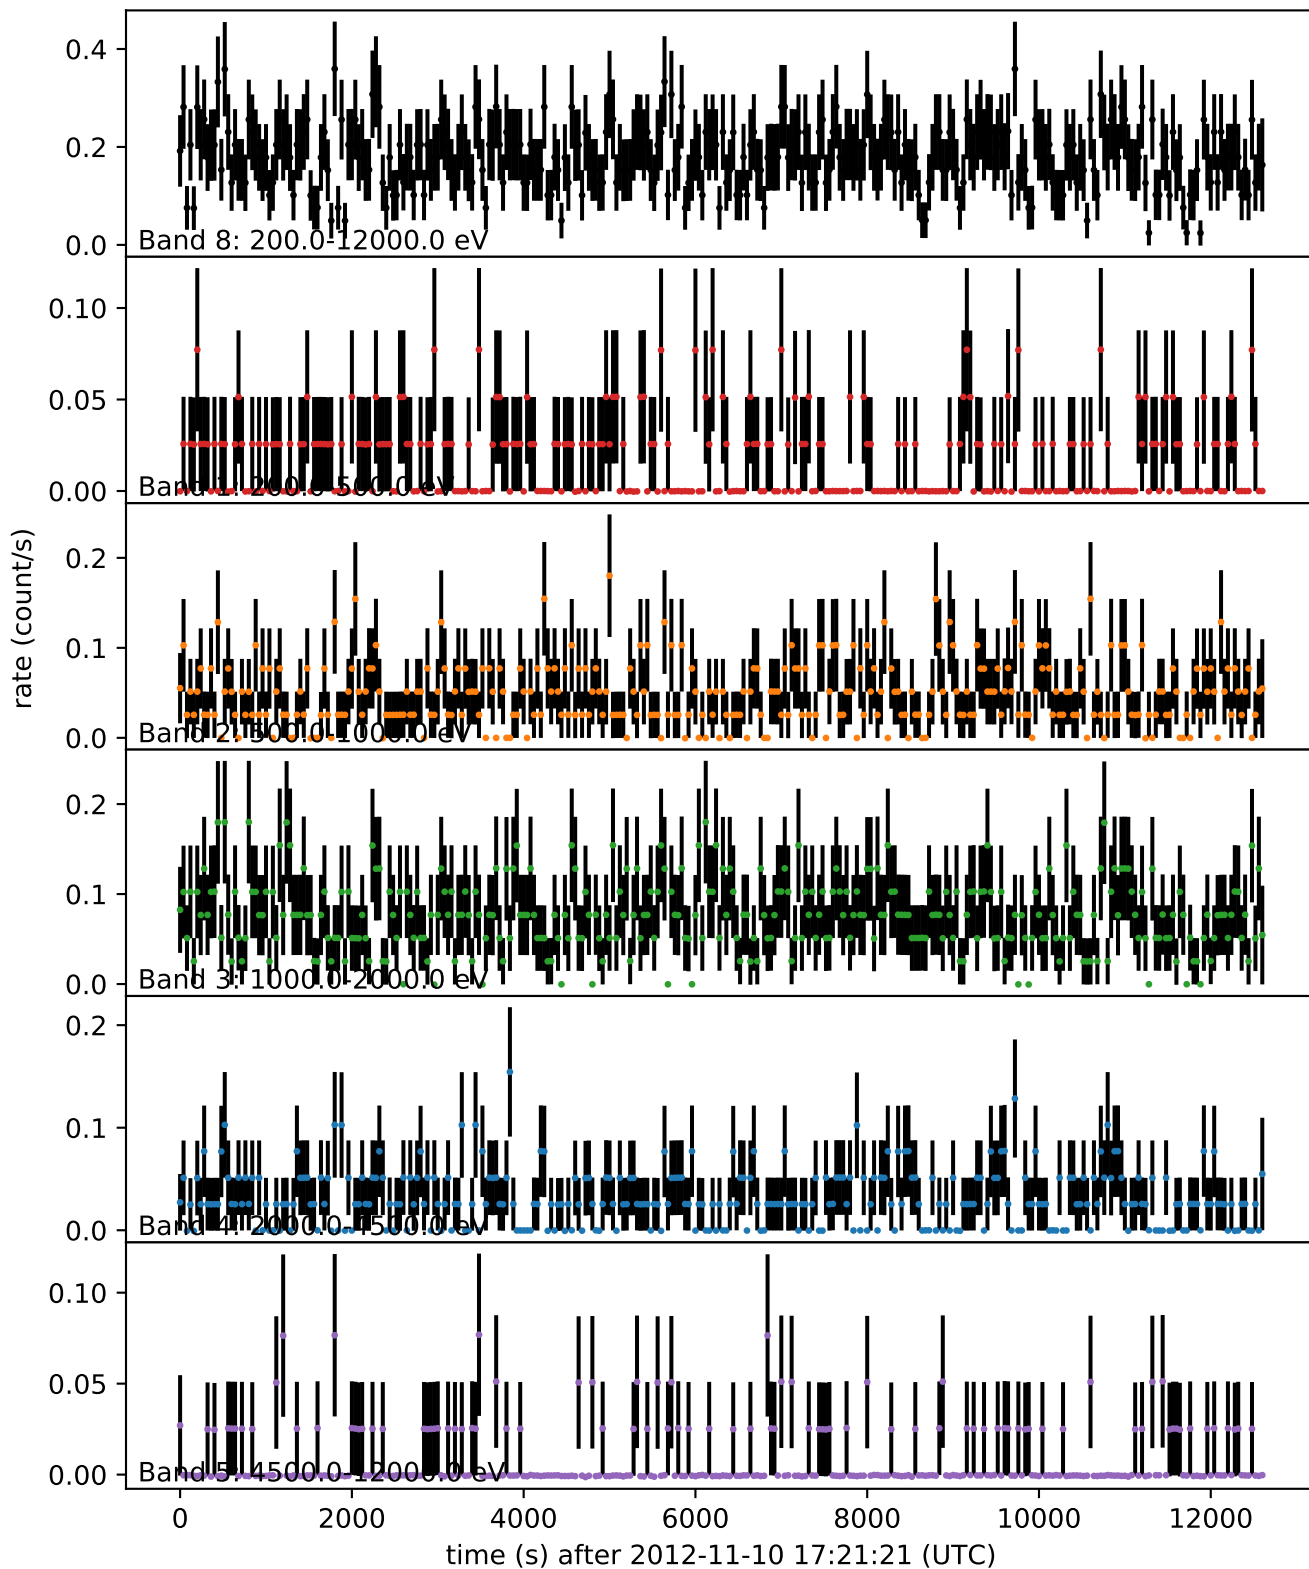 0.4
0.2
0.0
Band 8: 200.0-12000.0 eV
0.10
0.05
0.00
Band 1: 200.0-500.0 eV
rate (count/s)
0.2
0.1
0.0
Band 2: 500.0-1000.0 eV
0.2
0.1
0.0
Band 3: 1000.0-2000.0 eV
0.2
0.1
0.0
Band 4: 2000.0-4500.0 eV
0.10
0.05
0.00
Band 5: 4500.0-12000.0 eV
0 2000 4000 6000 8000 10000 12000
time (s) after 2012-11-10 17:21:21 (UTC)